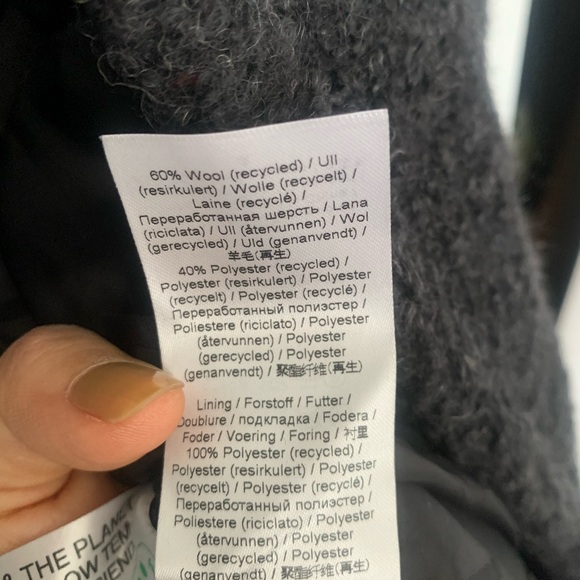 60% Wool (recycled) / Ull
(resirkulert) / Wolle (recycelt) /
Laine (recyclé) /
Переработанная шерсть / Lana
(riciclata) / Ull (återvunnen) / Wol
(gerecycled) / Uld (genanvendt) /
羊毛(再生)
40% Polyester (recycled) /
Polyester (resirkulert) / Polyester
(recycelt) / Polyester (recyclé) /
Переработанный полиэстер /
Poliestere (riciclato) / Polyester
(återvunnen) / Polyester
(gerecycled) / Polyester
(genanvendt) / 聚酯纤维(再生)
Lining / Forstoff / Futter /
Doublure / подкладка / Fodera /
Foder / Voering / Foring / 衬里
100% Polyester (recycled) /
Polyester (resirkulert) / Polyester
(recycelt) / Polyester (recyclé) /
Переработанный полиэстер /
Poliestere (riciclato) / Polyester
(återvunnen) / Polyester
(gerecycled) / Polyester
(genanvendt) / 聚酯纤维(再生)
THE PLANET